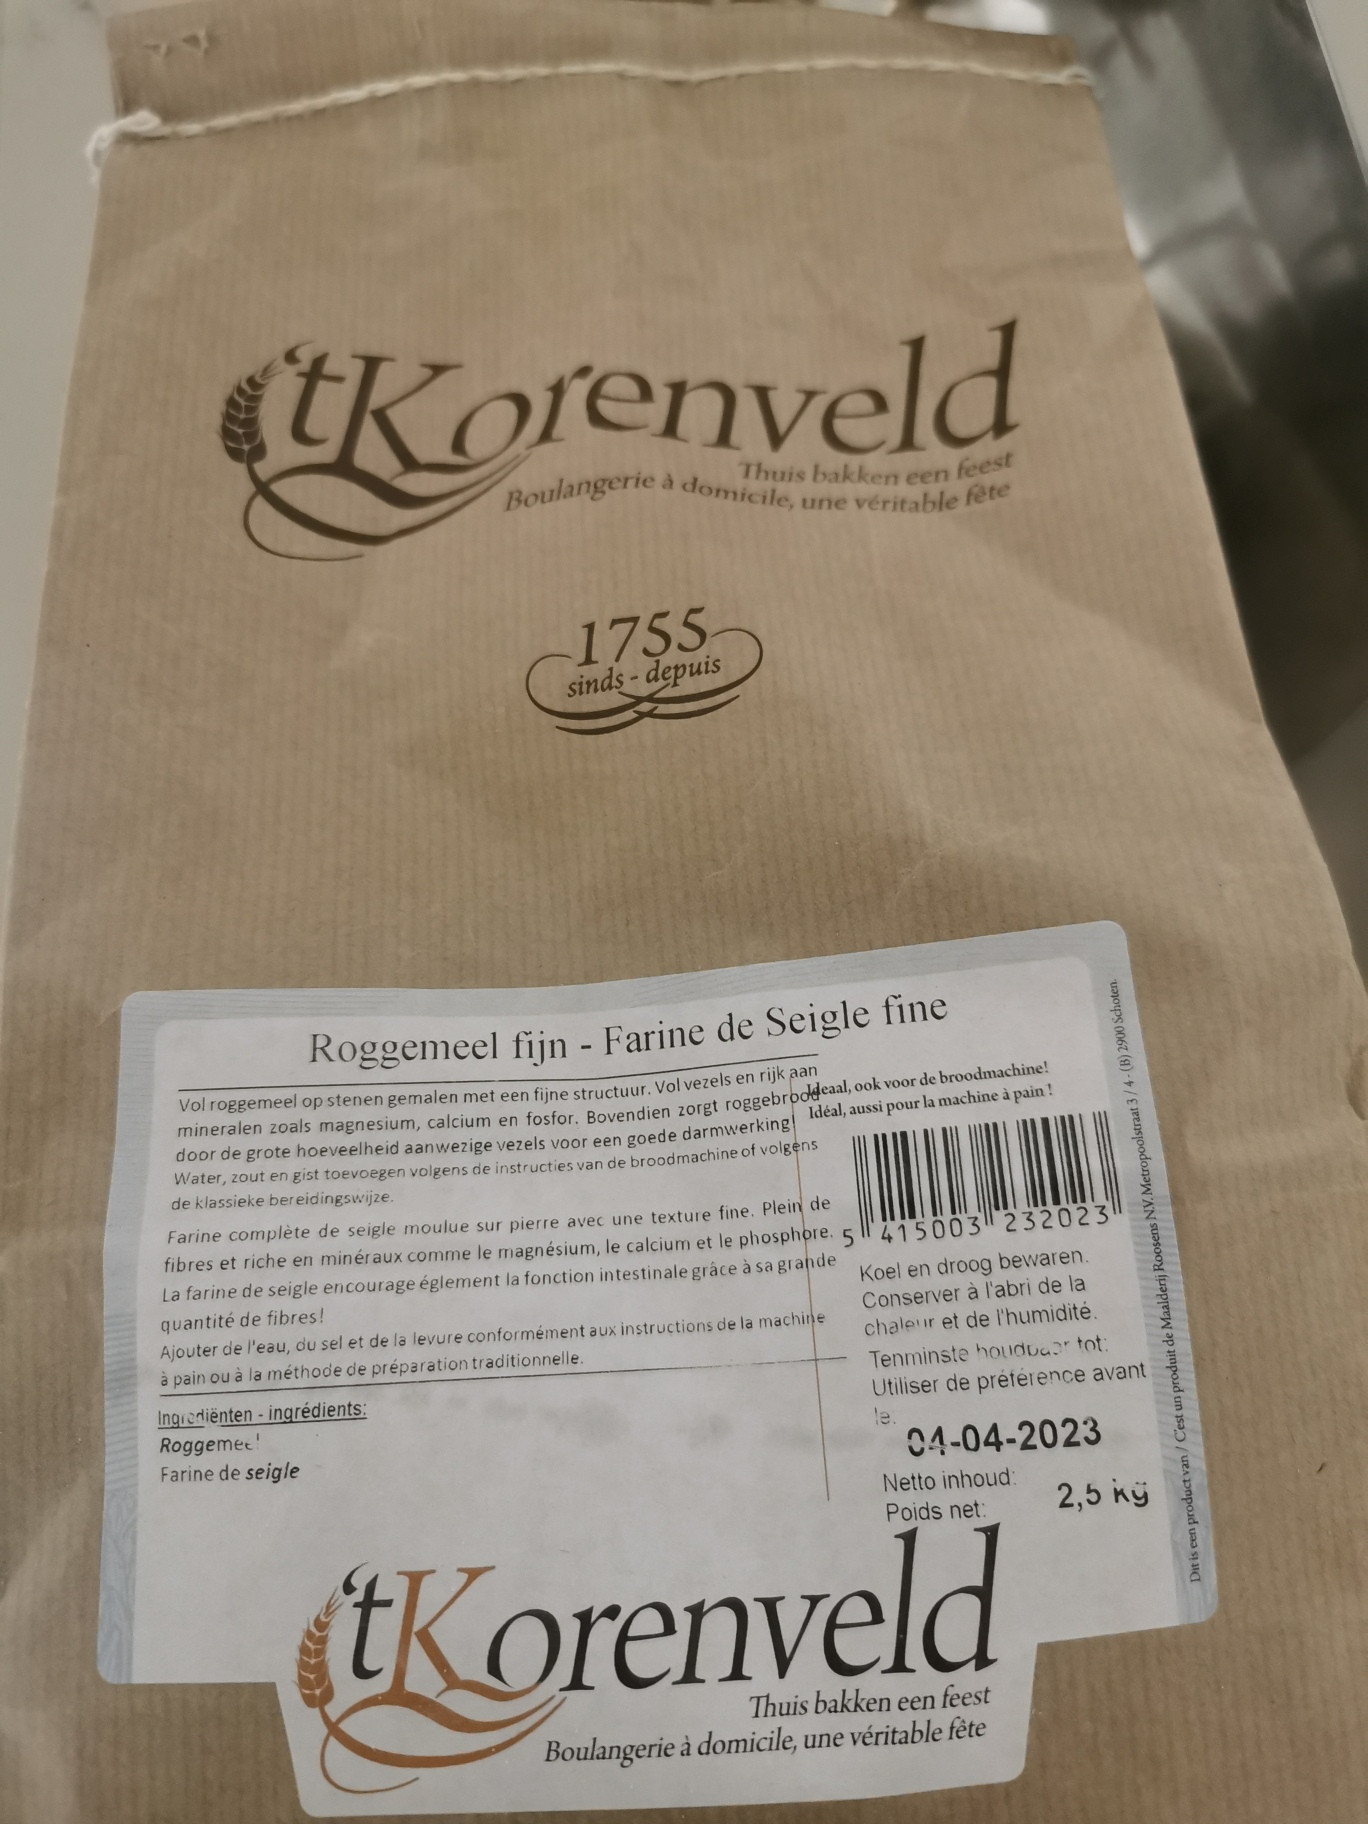 'tKorenveld
Thuis bakken een feest
Boulangerie à domicile, une véritable fête
1755
sinds - depuis
Roggemeel fijn - Farine de Seigle fine
Vol roggemeel op stenen gemalen met een fijne structuur. Vol vezels en rijk aan
mineralen zoals magnesium, calcium en fosfor. Bovendien zorgt roggebrood
door de grote hoeveelheid aanwezige vezels voor een goede darmwerking!
Water, zout en gist toevoegen volgens de instructies van de broodmachine of volgens
de klassieke bereidingswijze.
Farine complète de seigle moulue sur pierre avec une texture fine. Plein de
fibres et riche en minéraux comme le magnésium, le calcium et le phosphore.
La farine de seigle encourage églement la fonction intestinale grâce à sa grande
quantité de fibres!
Ajouter de l'eau, du sel et de la levure conformément aux instructions de la machine
à pain ou à la méthode de préparation traditionnelle.
Ingrediënten - ingrédients:
Roggemeel
Farine de seigle
Ideaal, ook voor de broodmachine!
Idéal, aussi pour la machine à pain !
5 415003 232023
Koel en droog bewaren.
Conserver à l'abri de la
chaleur et de l'humidité.
Tenminste houdbaar tot:
Utiliser de préférence avant
le:
04-04-2023
Netto inhoud:
Poids net:
2,5 kg
Dit is een product van / C'est un produit de Maalderij Roosens N.V. Metropoolstraat 3 / 4 - (B) 2900 Schoten.
'tKorenveld
Thuis bakken een feest
Boulangerie à domicile, une véritable fête